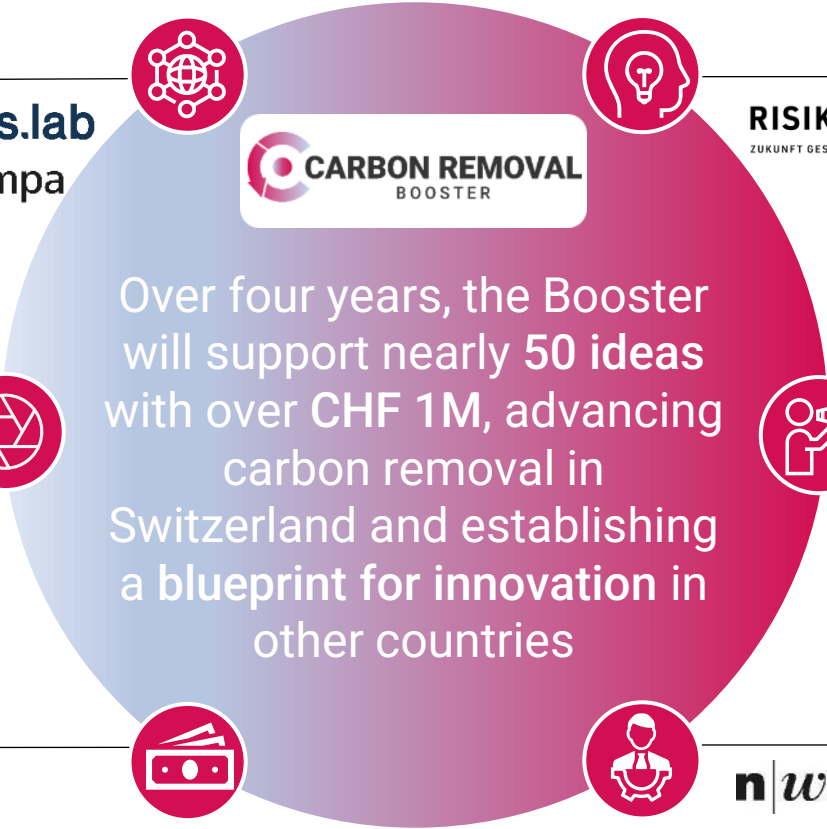 s.lab
mpa
RISIK
ZUKUNFT GES
CARBON REMOVAL
BOOSTER
Over four years, the Booster
will support nearly 50 ideas
with over CHF 1M, advancing
carbon removal in
Switzerland and establishing
a blueprint for innovation in
other countries
n|w